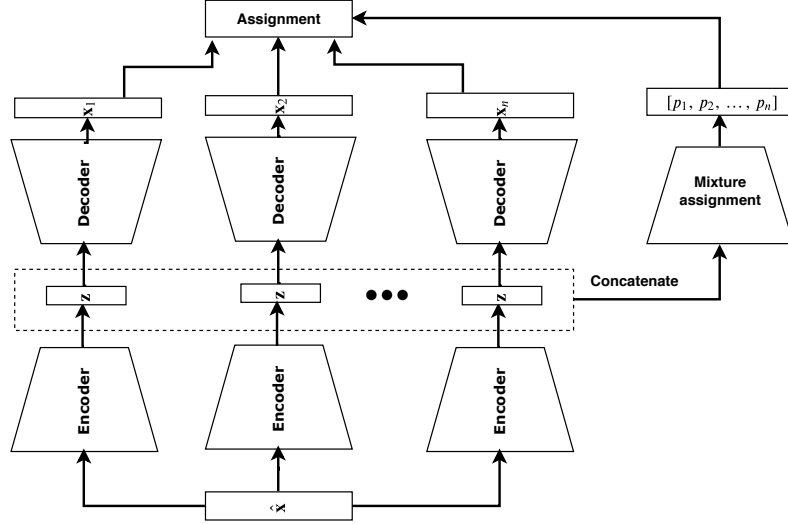 Assignment
x₁
x₂
xₙ
[p₁, p₂, … , pₙ]
Decoder
Decoder
Decoder
Mixture
assignment
z
z
z
Concatenate
Encoder
Encoder
Encoder
x̂